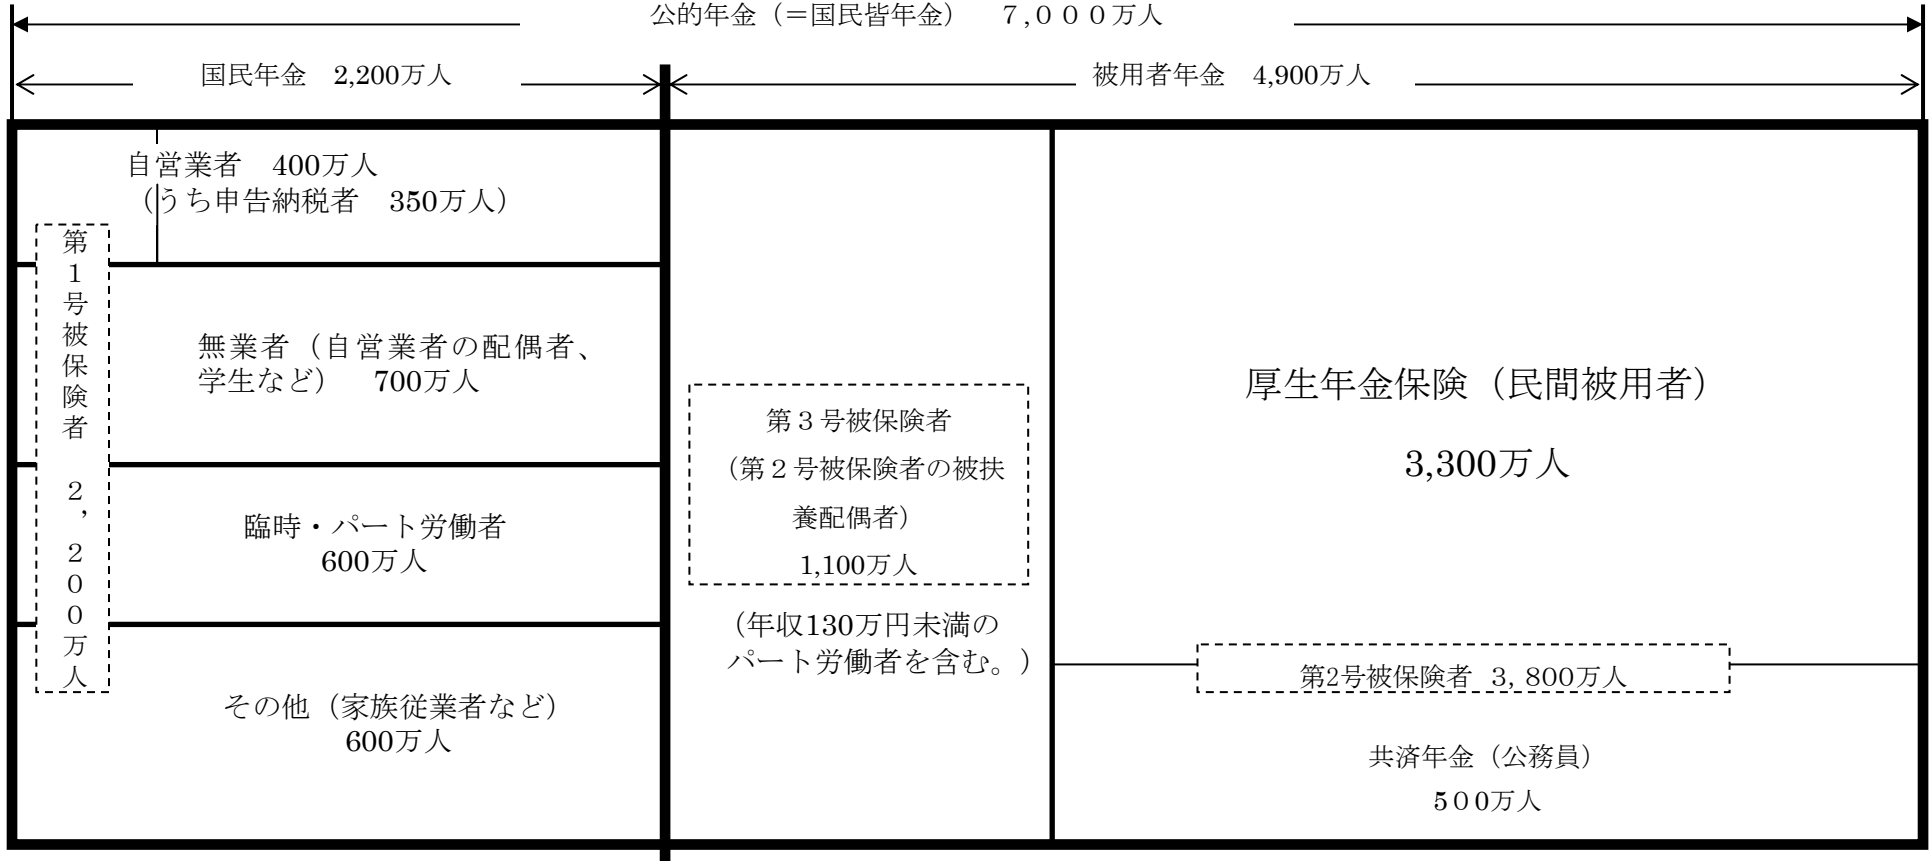 公的年金（＝国民皆年金）　７,０００万人
国民年金　2,200万人
被用者年金　4,900万人
自営業者　400万人
（うち申告納税者　350万人）
第１号被保険者　２，２００万人
無業者（自営業者の配偶者、
学生など）　700万人
臨時・パート労働者
600万人
その他（家族従業者など）
600万人
第３号被保険者
（第２号被保険者の被扶
養配偶者）
1,100万人
（年収130万円未満の
パート労働者を含む。）
厚生年金保険（民間被用者）
3,300万人
第2号被保険者　３，８００万人
共済年金（公務員）
５００万人